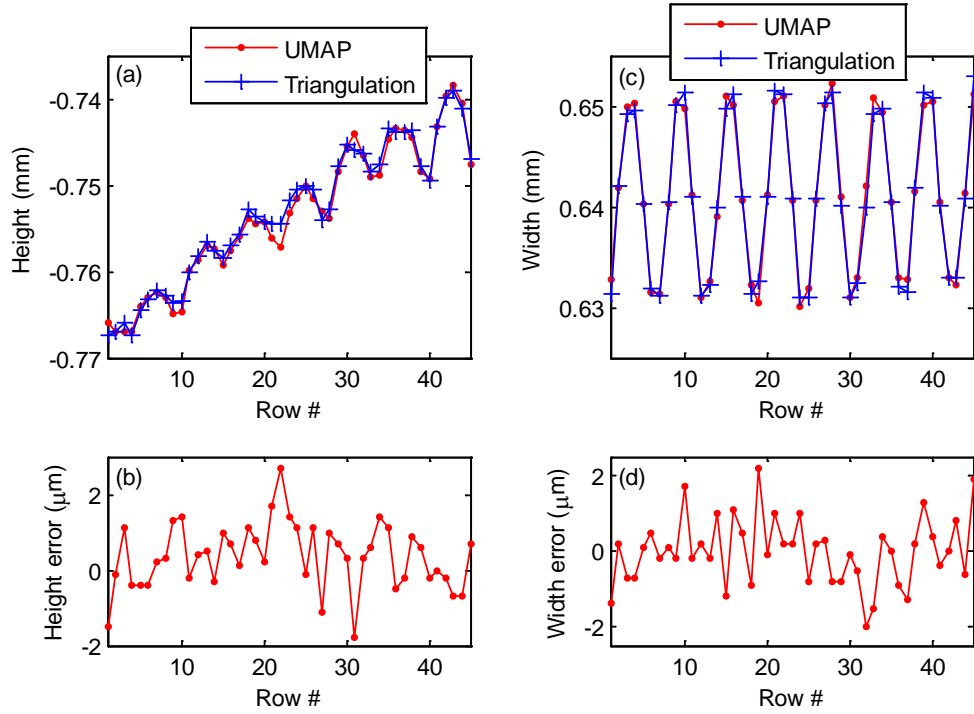 UMAP
Triangulation
(a)
-0.74
-0.75
-0.76
-0.77
Height (mm)
10
20
30
40
Row #
UMAP
Triangulation
(c)
0.65
0.64
0.63
Width (mm)
10
20
30
40
Row #
(b)
2
0
-2
Height error (μm)
10
20
30
40
Row #
(d)
2
0
-2
Width error (μm)
10
20
30
40
Row #